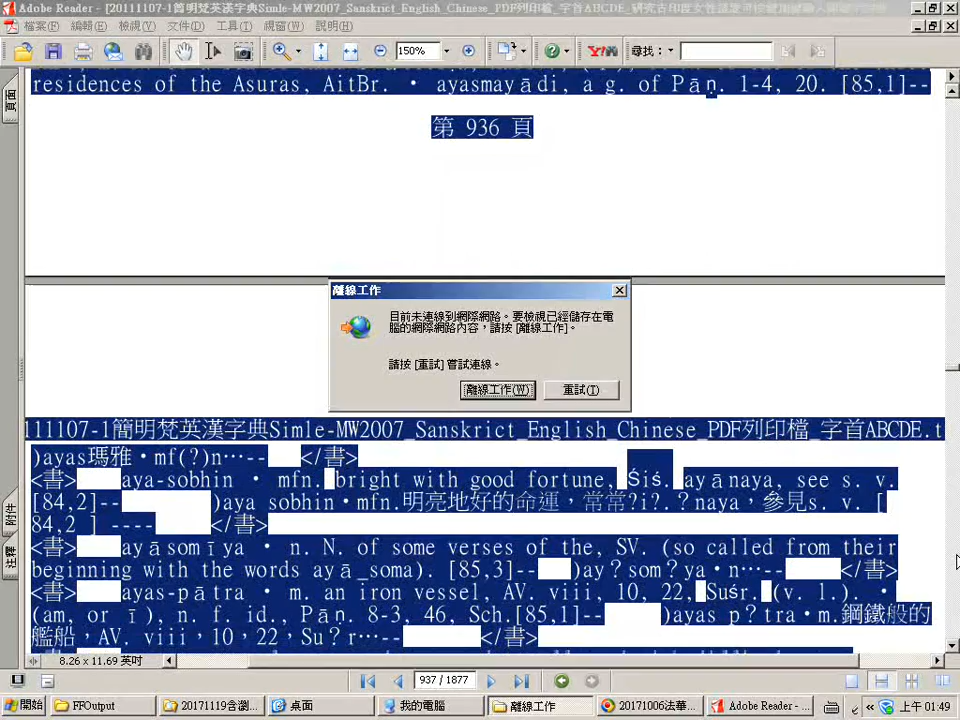 Adobe Reader - [20111107-1簡明梵英漢字典Simle-MW2007_Sanskrict_English_Chinese_PDF列印檔_字首ABCDE_研究古印度女性
檔案(F) 編輯(E) 檢視(V) 文件(D) 工具(T) 視窗(W) 說明(H)
150% 尋找:
頁面
residences of the Asuras, AitBr. • ayasmayādi, a g. of Pāṇ. 1-4, 20. [85,1]--
第 936 頁
離線工作
目前未連線到網際網路。要檢視已經儲存在電
腦的網際網路內容，請按 [離線工作]。
請按 [重試] 嘗試連線。
離線工作(W) 重試(T)
111107-1簡明梵英漢字典Simle-MW2007_Sanskrict_English_Chinese_PDF列印檔_字首ABCDE.t
)ayas瑪雅•mf(?)n…-- </書>
<書> aya-sobhin • mfn. bright with good fortune, Śiś. ayānaya, see s. v.
[84,2]-- )aya sobhin•mfn.明亮地好的命運，常常?i?.？naya，參見s. v. [
84,2 ] ---- </書>
<書> ayāsomīya • n. N. of some verses of the, SV. (so called from their
beginning with the words ayā_soma). [85,3]-- )ay？som？ya•n…-- </書>
<書> ayas-pātra • m. an iron vessel, AV. viii, 10, 22, Suśr. (v. l.). •
(am, or ī), n. f. id., Pāṇ. 8-3, 46, Sch.[85,1]-- )ayas p？tra•m.鋼鐵般的
艦船，AV. viii，10，22，Su？r…-- </書>
附件
注釋
8.26 x 11.69 英吋
937 / 1877
開始 FFOutput 20171119含瀏... 桌面 我的電腦 離線工作 20171006法華... Adobe Reader -... 上午 01:49